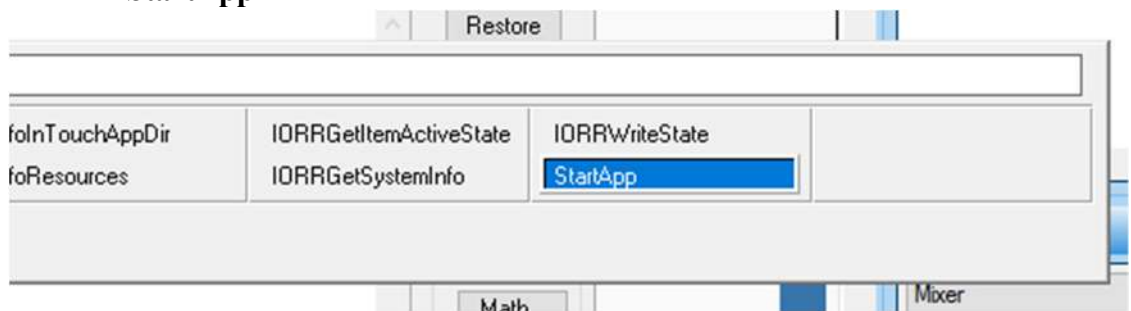 Restore
foInTouchAppDir IORRGetItemActiveState IORRWriteState
foResources IORRGetSystemInfo StartApp
Mixer
Math